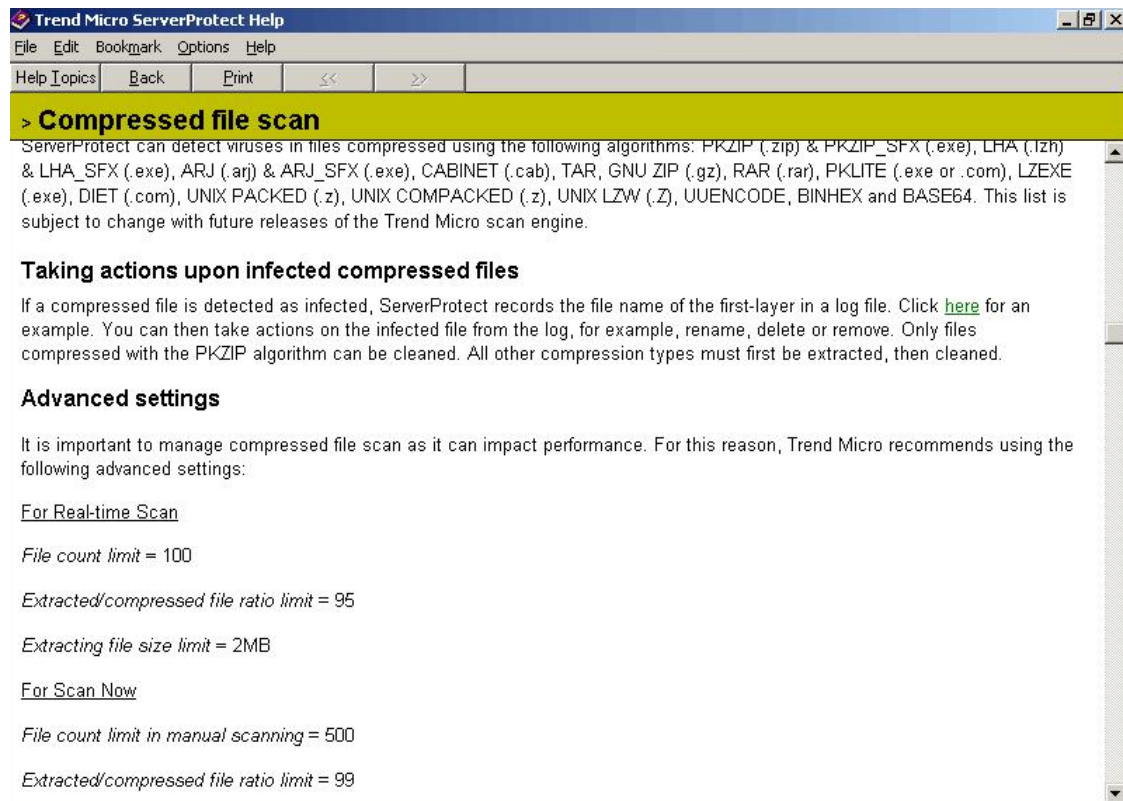 Trend Micro ServerProtect Help
File Edit Bookmark Options Help
Help Topics Back Print << >>
> Compressed file scan
ServerProtect can detect viruses in files compressed using the following algorithms: PKZIP (.zip) & PKZIP_SFX (.exe), LHA (.lzh)
& LHA_SFX (.exe), ARJ (.arj) & ARJ_SFX (.exe), CABINET (.cab), TAR, GNU ZIP (.gz), RAR (.rar), PKLITE (.exe or .com), LZEXE
(.exe), DIET (.com), UNIX PACKED (.z), UNIX COMPACKED (.z), UNIX LZW (.Z), UUENCODE, BINHEX and BASE64. This list is
subject to change with future releases of the Trend Micro scan engine.
Taking actions upon infected compressed files
If a compressed file is detected as infected, ServerProtect records the file name of the first-layer in a log file. Click here for an
example. You can then take actions on the infected file from the log, for example, rename, delete or remove. Only files
compressed with the PKZIP algorithm can be cleaned. All other compression types must first be extracted, then cleaned.
Advanced settings
It is important to manage compressed file scan as it can impact performance. For this reason, Trend Micro recommends using the
following advanced settings:
For Real-time Scan
File count limit = 100
Extracted/compressed file ratio limit = 95
Extracting file size limit = 2MB
For Scan Now
File count limit in manual scanning = 500
Extracted/compressed file ratio limit = 99